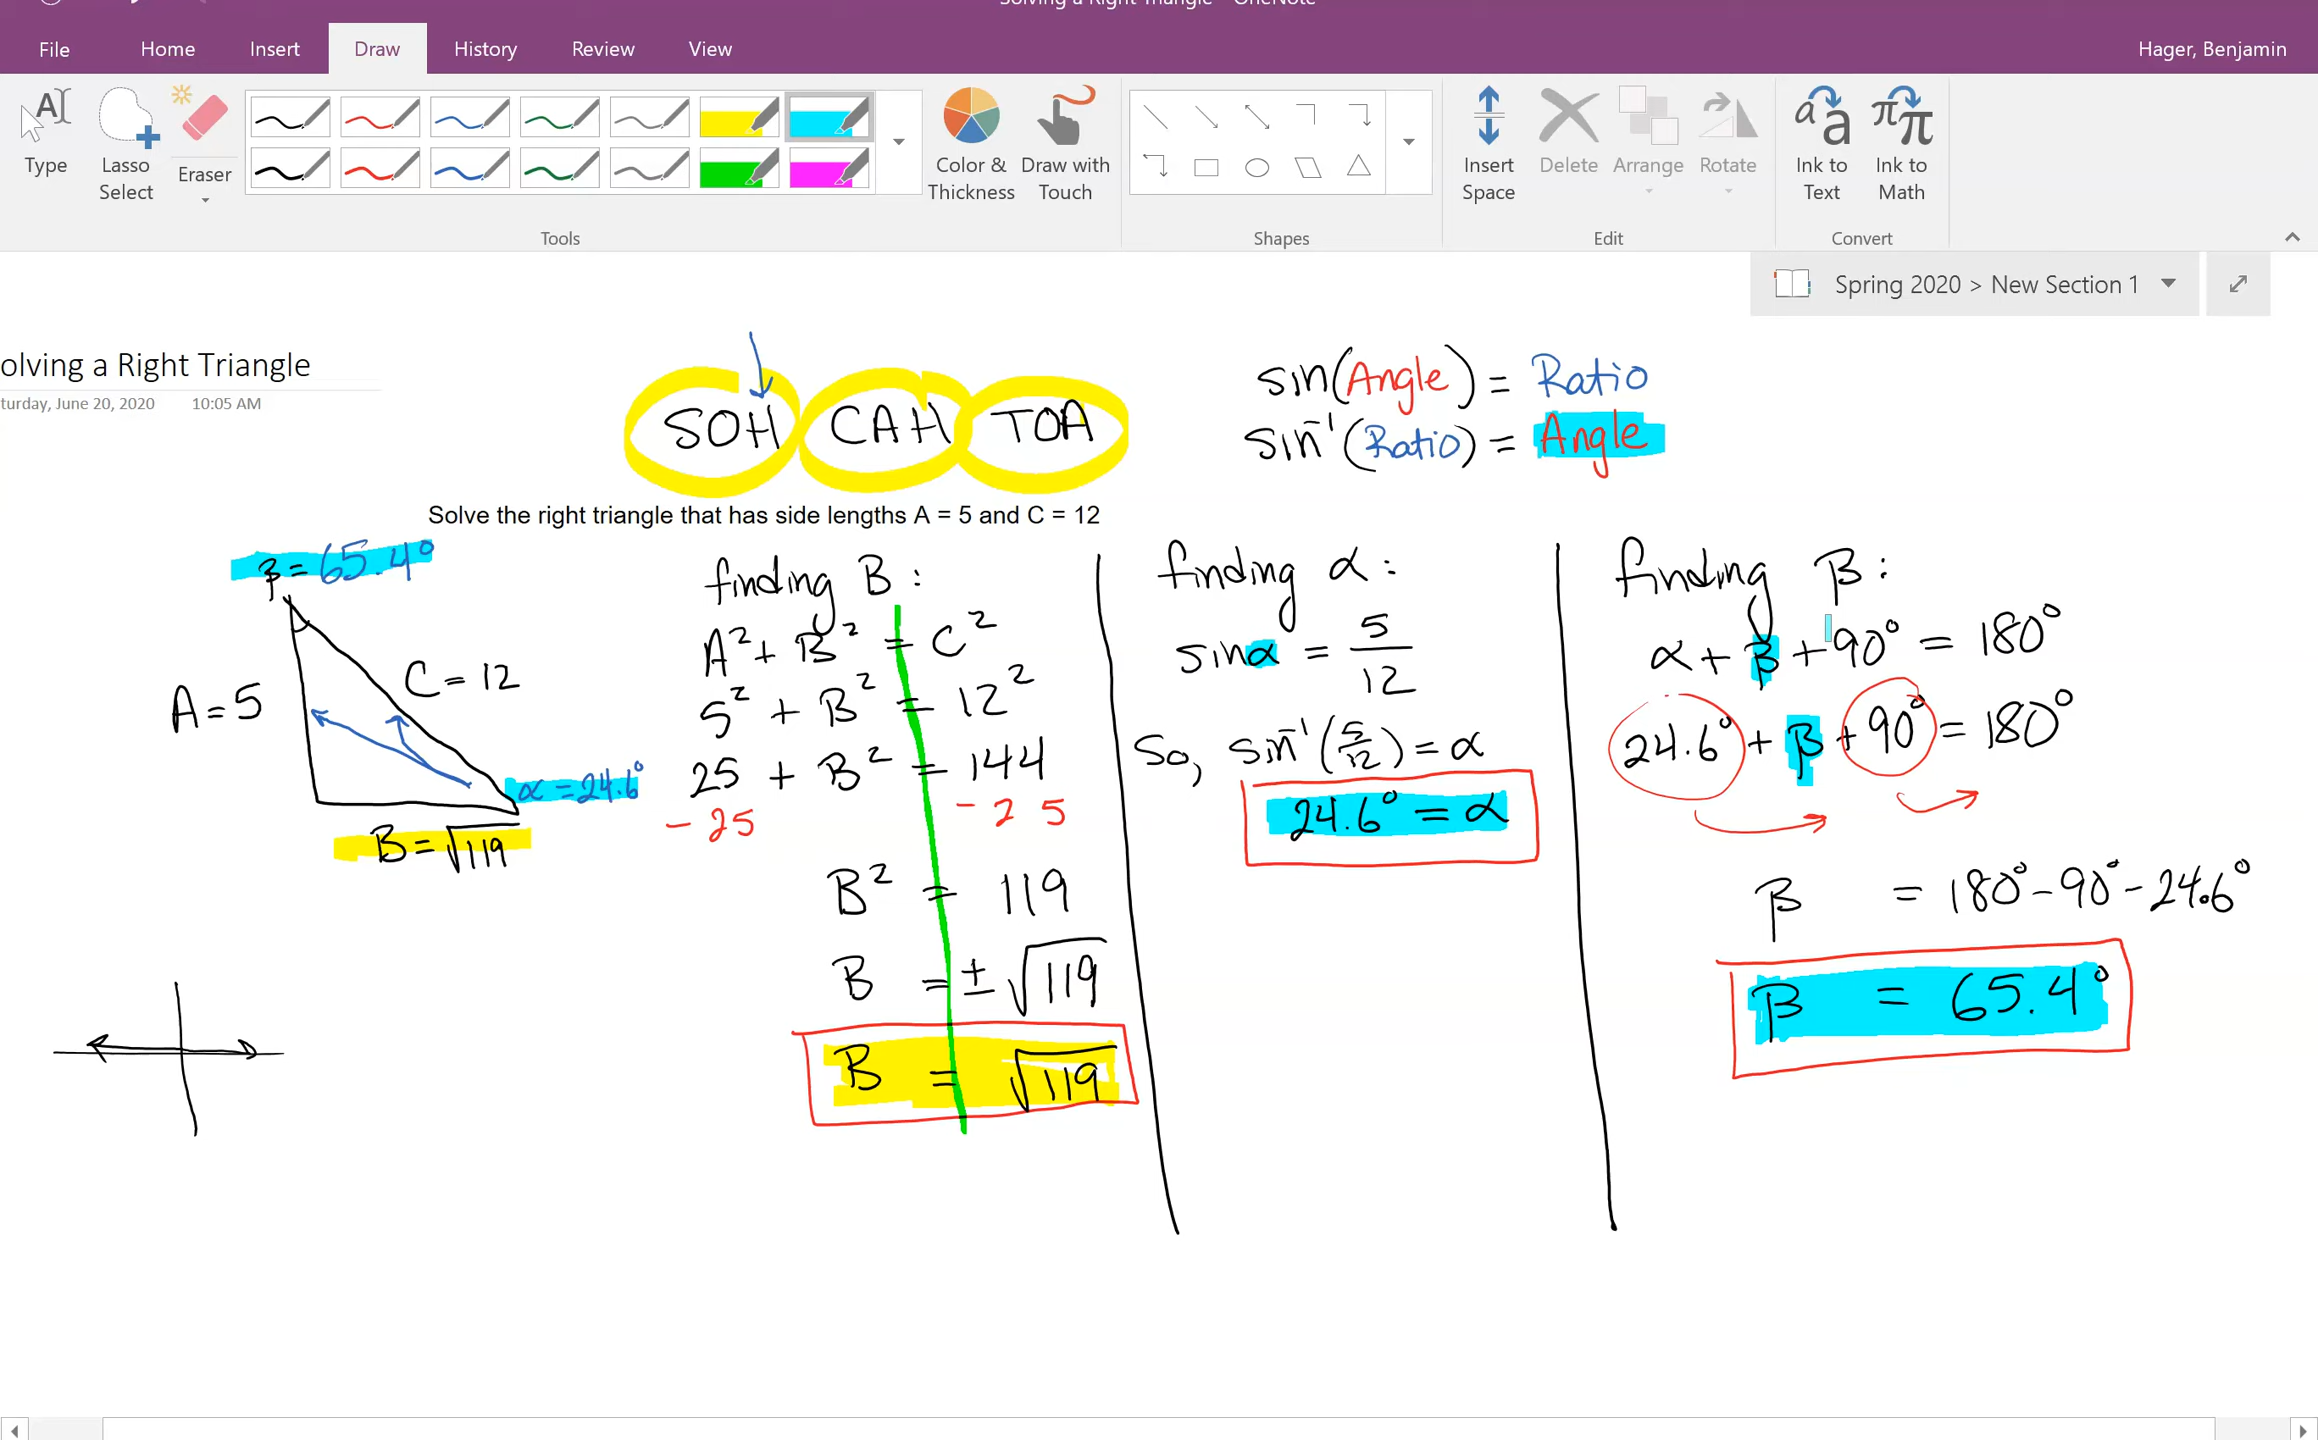 Solving a Right Triangle - OneNote
File Home Insert Draw History Review View
Hager, Benjamin
Type
Lasso Select
Eraser
Color & Thickness
Draw with Touch
Insert Space
Delete
Arrange
Rotate
Ink to Text
Ink to Math
Tools
Shapes
Edit
Convert
Spring 2020 > New Section 1
olving a Right Triangle
turday, June 20, 2020 10:05 AM
SOH CAH TOA
sin(Angle) = Ratio
sin⁻¹(Ratio) = Angle
Solve the right triangle that has side lengths A = 5 and C = 12
β = 65.4°
A = 5
C = 12
α = 24.6°
B = √119
finding B:
A² + B² = C²
5² + B² = 12²
25 + B² = 144
- 25 - 25
B² = 119
B = ± √119
B = √119
finding α:
sin α = 5/12
So, sin⁻¹(5/12) = α
24.6° = α
finding β:
α + β + 90° = 180°
24.6° + β + 90° = 180°
β = 180° - 90° - 24.6°
β = 65.4°